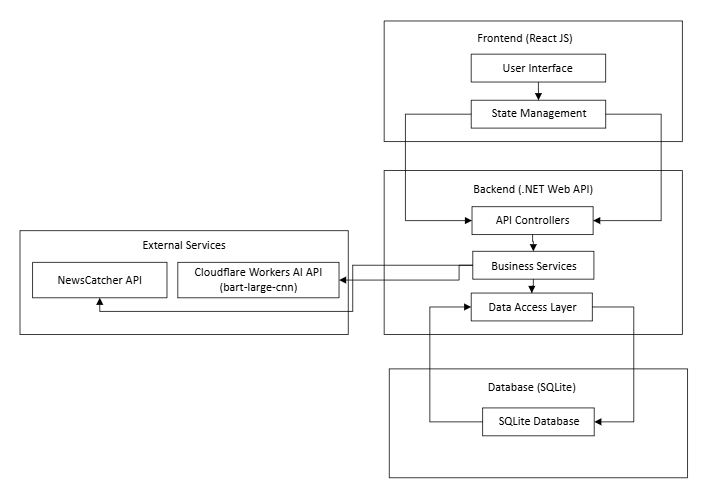 Frontend (React JS)
User Interface
State Management
Backend (.NET Web API)
API Controllers
Business Services
Data Access Layer
External Services
NewsCatcher API
Cloudflare Workers AI API
(bart-large-cnn)
Database (SQLite)
SQLite Database